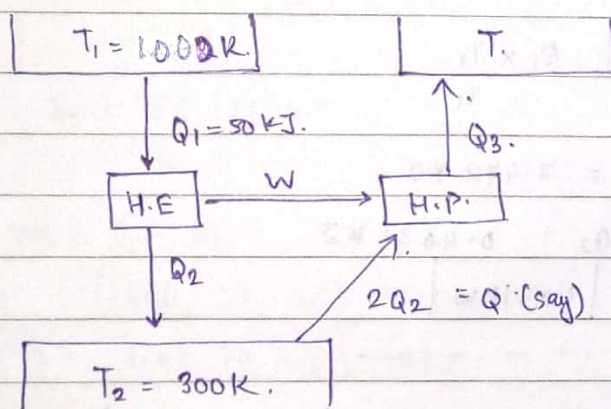 T₁ = 1000K.
T.
Q₁ = 50 KJ.
Q₃.
H.E
W
H.P.
Q₂
2Q₂ = Q (say)
T₂ = 300K.